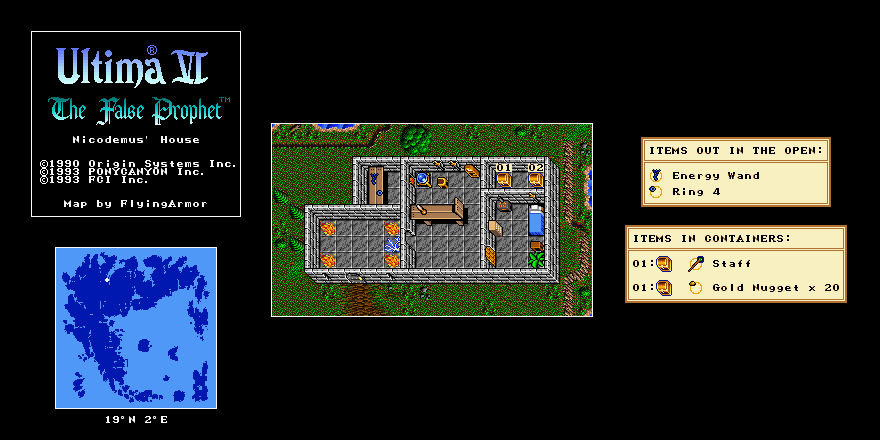 Ultima® VI
The False Prophet™
Nicodemus' House
©1990 Origin Systems Inc.
©1993 PONYCANYON Inc.
©1993 FCI Inc.
Map by FlyingArmor
19°N 2°E
01 02
ITEMS OUT IN THE OPEN:
Energy Wand
Ring 4
ITEMS IN CONTAINERS:
01: Staff
01: Gold Nugget x 20